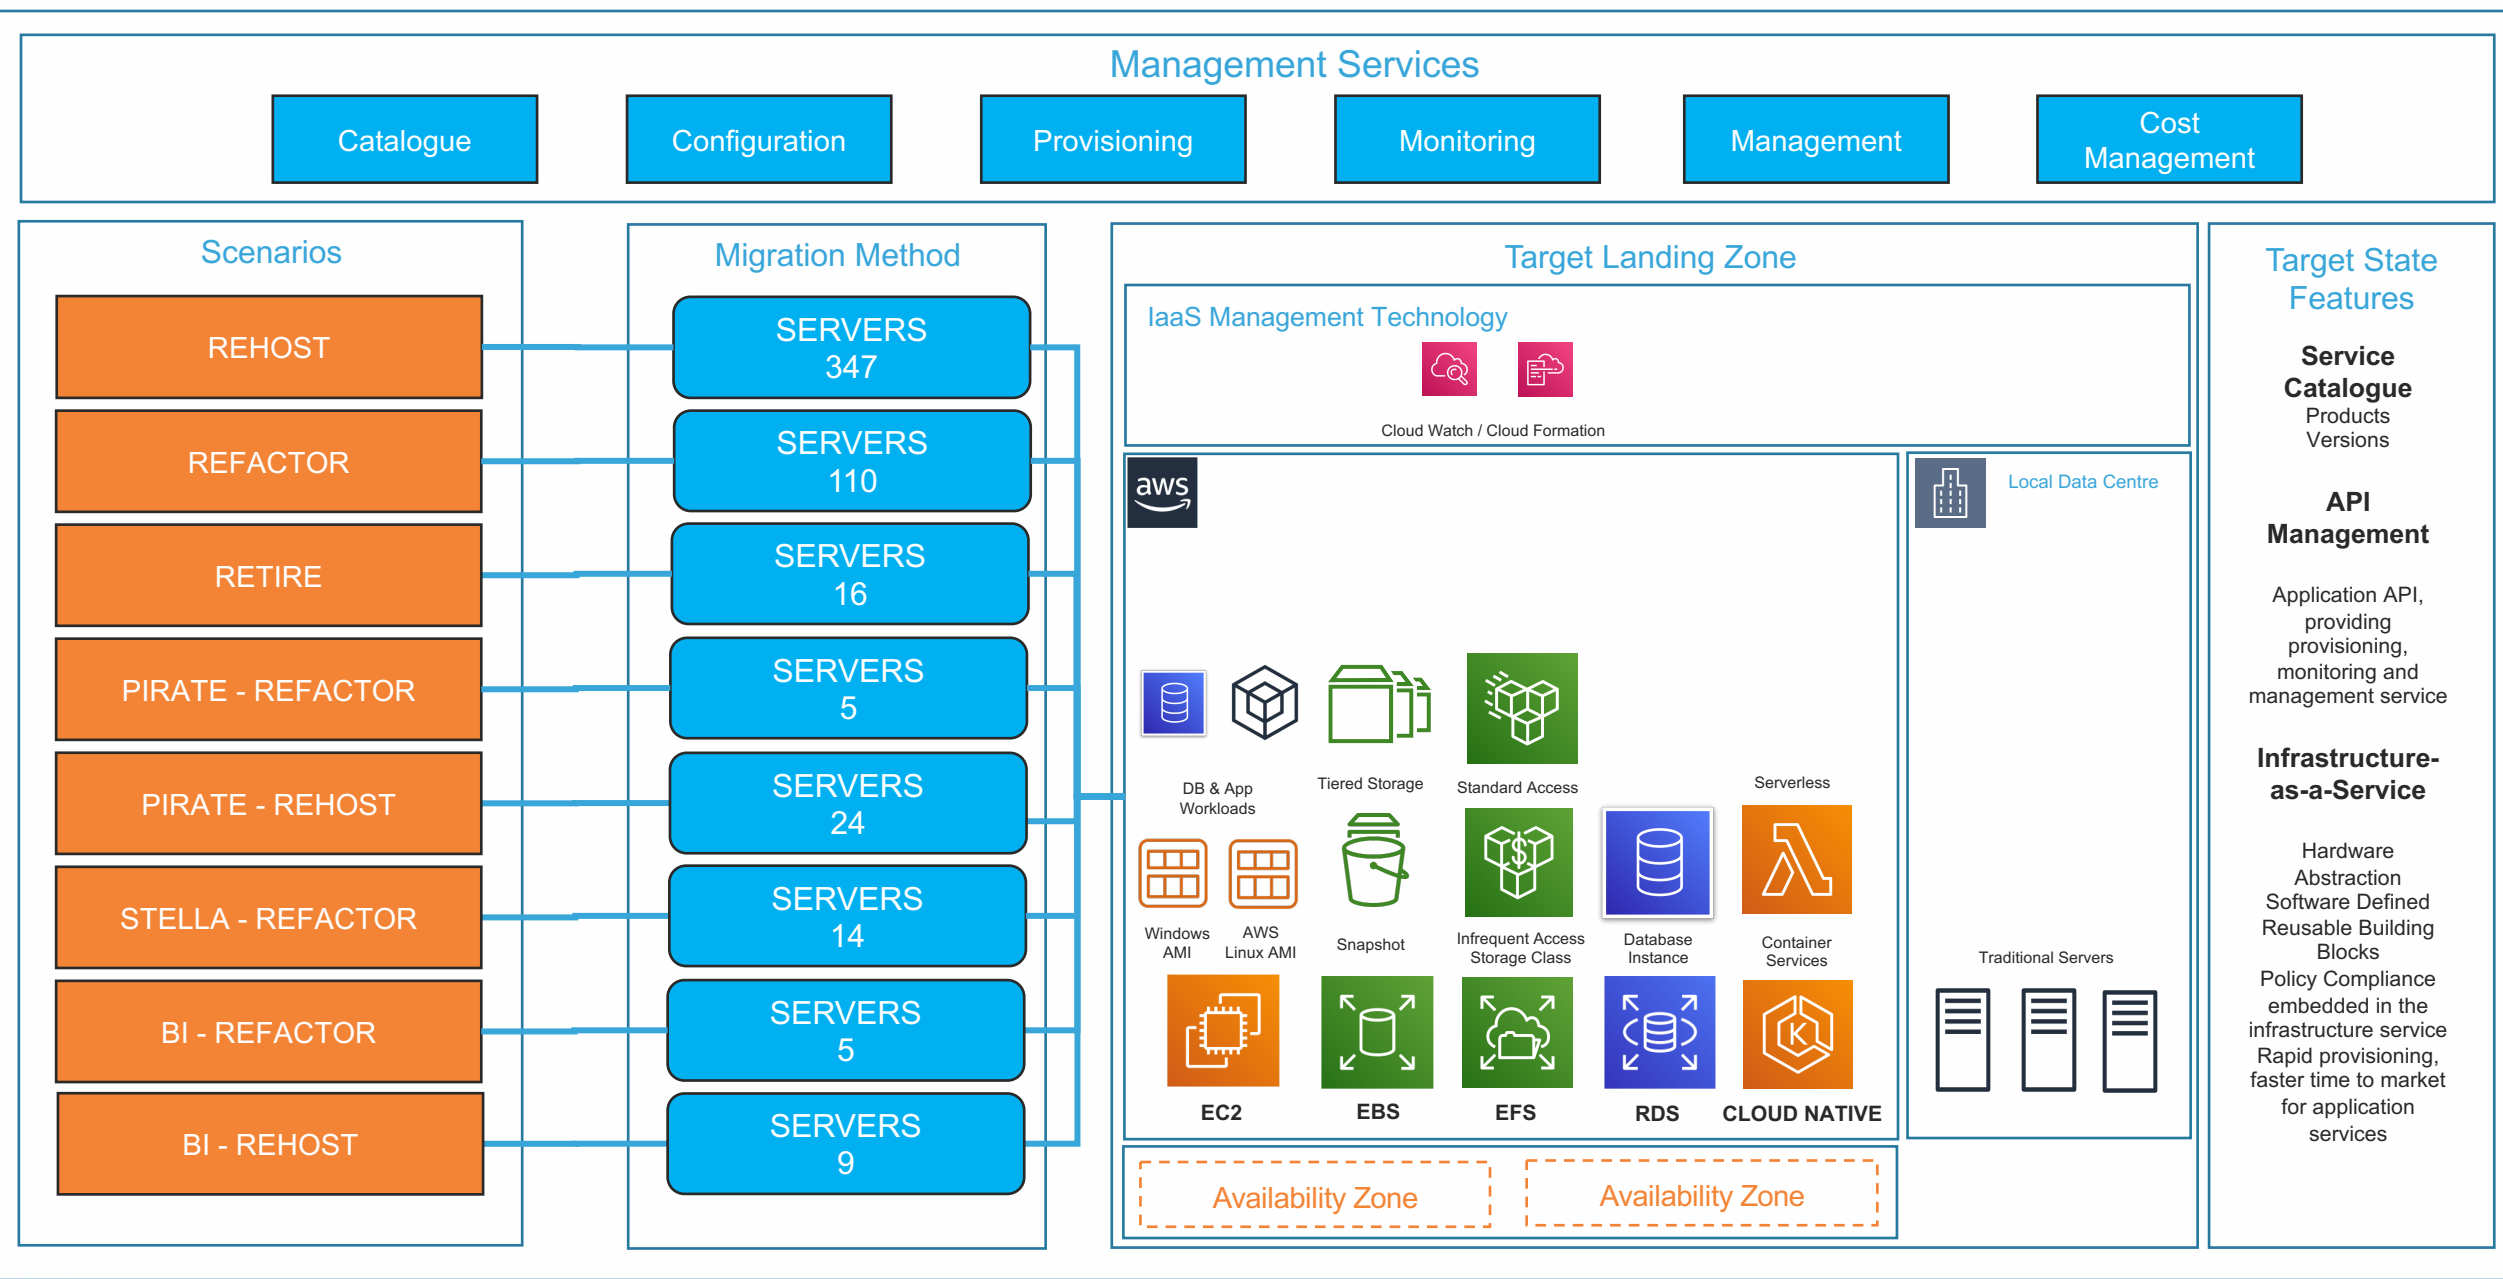 Management Services
Catalogue
Configuration
Provisioning
Monitoring
Management
Cost
Management
Scenarios
REHOST
REFACTOR
RETIRE
PIRATE - REFACTOR
PIRATE - REHOST
STELLA - REFACTOR
BI - REFACTOR
BI - REHOST
Migration Method
SERVERS
347
SERVERS
110
SERVERS
16
SERVERS
5
SERVERS
24
SERVERS
14
SERVERS
5
SERVERS
9
Target Landing Zone
IaaS Management Technology
Cloud Watch / Cloud Formation
aws
DB & App
Workloads
Tiered Storage
Standard Access
Serverless
$
Windows
AMI
AWS
Linux AMI
Snapshot
Infrequent Access
Storage Class
Database
Instance
Container
Services
K
EC2
EBS
EFS
RDS
CLOUD NATIVE
Local Data Centre
Traditional Servers
Availability Zone
Availability Zone
Target State
Features
Service
Catalogue
Products
Versions
API
Management
Application API,
providing
provisioning,
monitoring and
management service
Infrastructure-
as-a-Service
Hardware
Abstraction
Software Defined
Reusable Building
Blocks
Policy Compliance
embedded in the
infrastructure service
Rapid provisioning,
faster time to market
for application
services